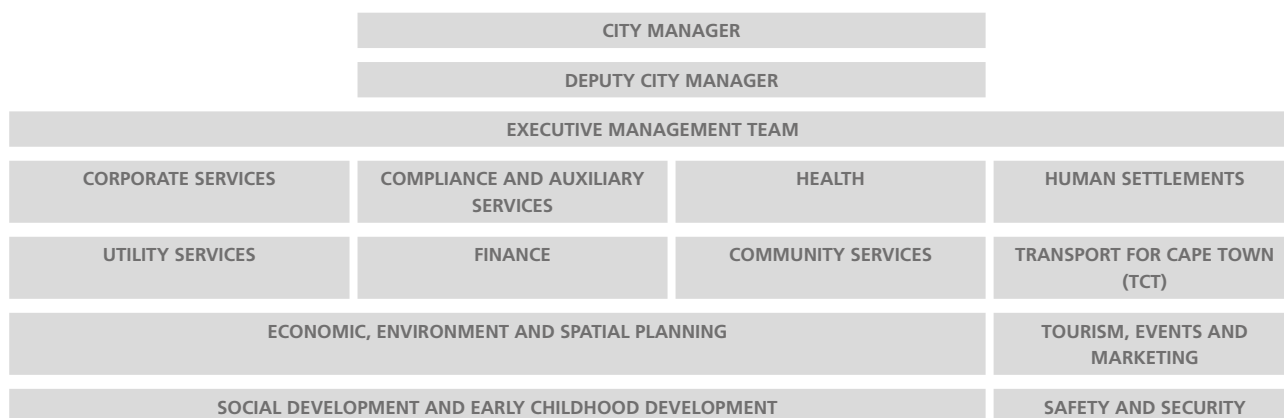 CITY MANAGER
DEPUTY CITY MANAGER
EXECUTIVE MANAGEMENT TEAM
CORPORATE SERVICES
COMPLIANCE AND AUXILIARY
SERVICES
HEALTH
HUMAN SETTLEMENTS
UTILITY SERVICES
FINANCE
COMMUNITY SERVICES
TRANSPORT FOR CAPE TOWN
(TCT)
ECONOMIC, ENVIRONMENT AND SPATIAL PLANNING
TOURISM, EVENTS AND
MARKETING
SOCIAL DEVELOPMENT AND EARLY CHILDHOOD DEVELOPMENT
SAFETY AND SECURITY